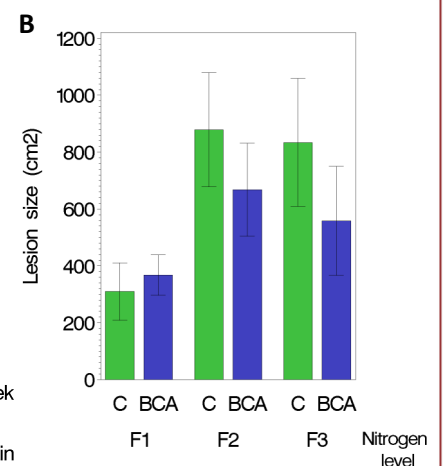 B
Lesion size (cm2)
1200
1000
800
600
400
200
0
C BCA C BCA C BCA
F1 F2 F3 Nitrogen
level
ek
in